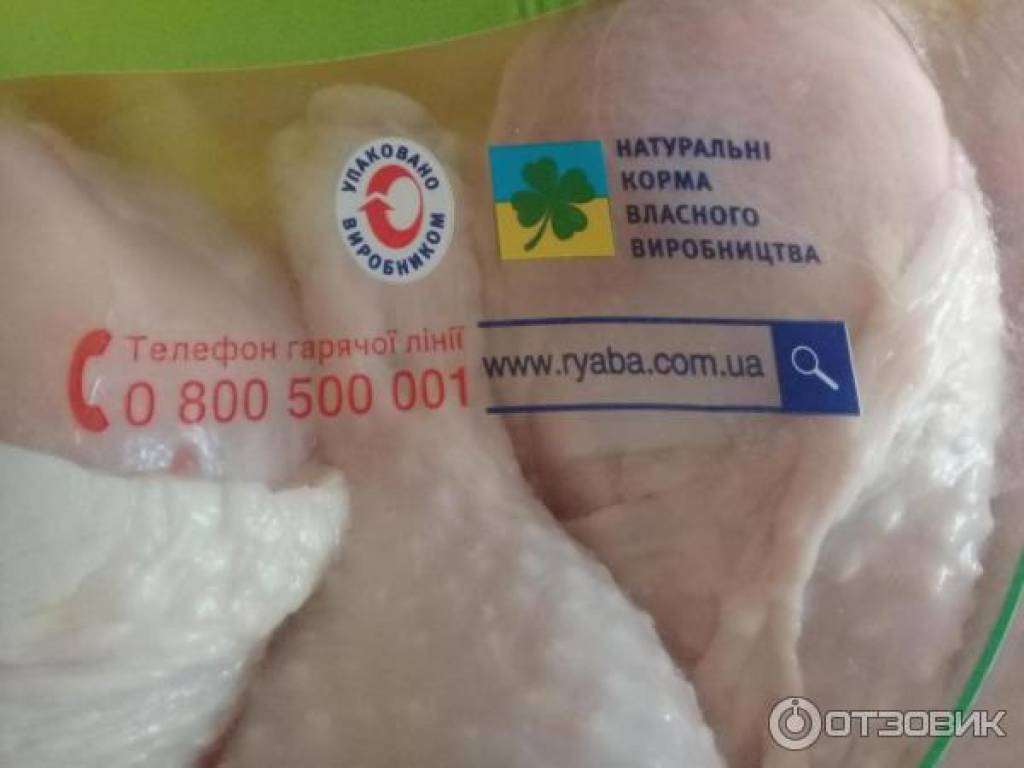 УПАКОВАНО
ВИРОБНИКОМ
НАТУРАЛЬНІ
КОРМА
ВЛАСНОГО
ВИРОБНИЦТВА
Телефон гарячої лінії
0 800 500 001
www.ryaba.com.ua
ОТЗОВИК